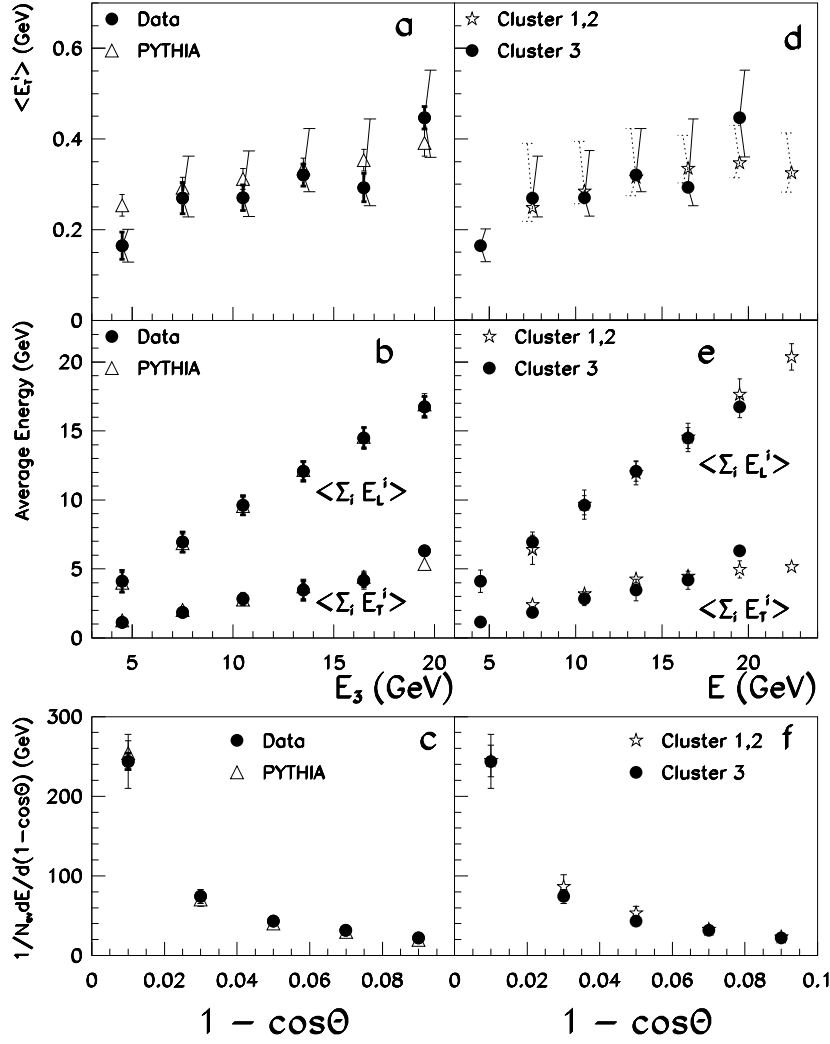 <E_T^i> (GeV)
Data
PYTHIA
a
0.6
0.4
0.2
0
Cluster 1,2
Cluster 3
d
Average Energy (GeV)
Data
PYTHIA
b
20
15
10
5
0
<Σ_i E_L^i>
<Σ_i E_T^i>
5 10 15 20
E_3 (GeV)
Cluster 1,2
Cluster 3
e
<Σ_i E_L^i>
<Σ_i E_T^i>
5 10 15 20
E (GeV)
1/N_ev dE/d(1-cosΘ) (GeV)
300
200
100
0
Data
PYTHIA
c
0 0.02 0.04 0.06 0.08
1 - cosΘ
Cluster 1,2
Cluster 3
f
0 0.02 0.04 0.06 0.08 0.1
1 - cosΘ